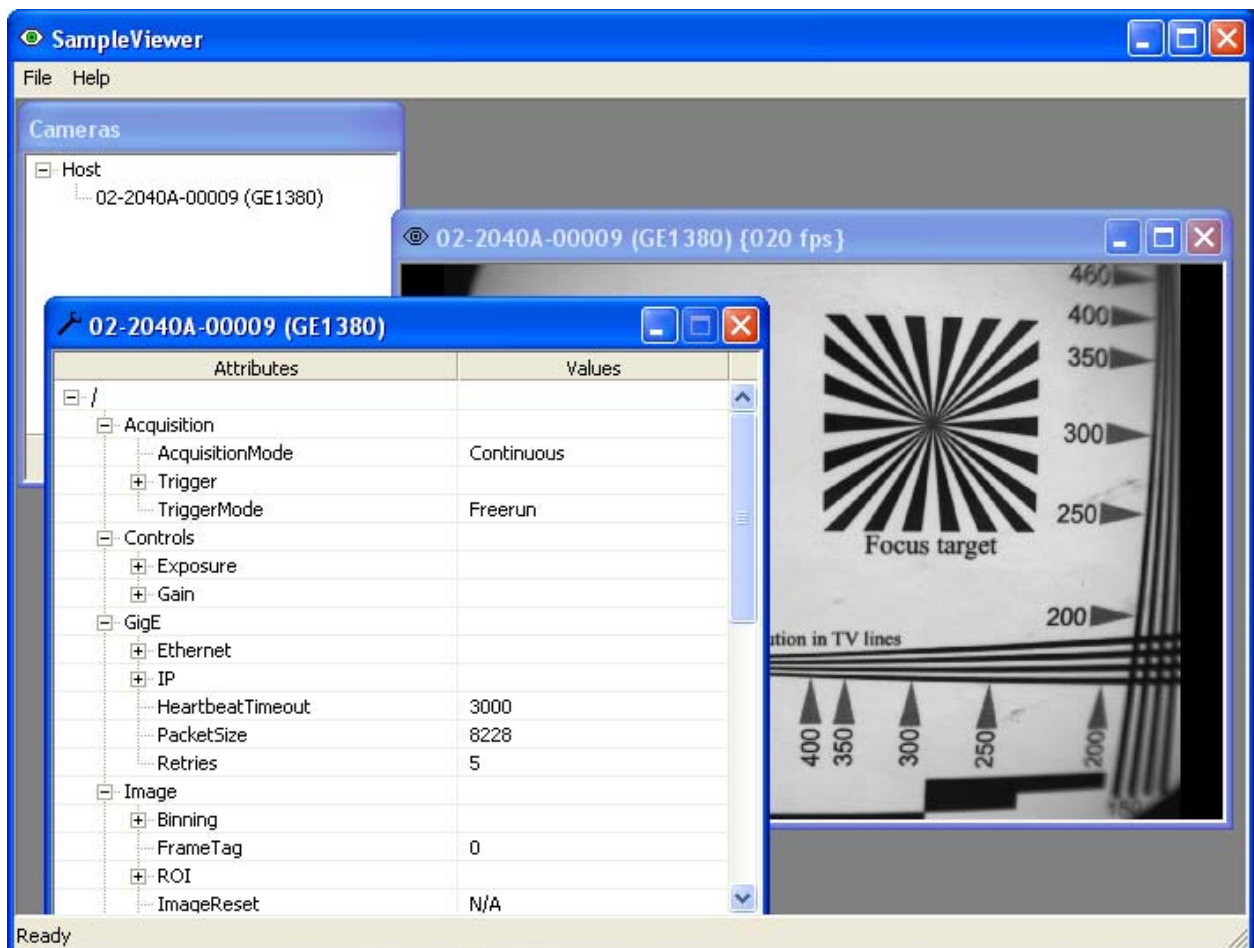 SampleViewer
File Help
Cameras
Host
02-2040A-00009 (GE1380)
02-2040A-00009 (GE1380) {020 fps}
460
400
350
300
250
200
Focus target
ution in TV lines
400 350 300 250 200
150
02-2040A-00009 (GE1380)
Attributes Values
/
Acquisition
AcquisitionMode Continuous
Trigger
TriggerMode Freerun
Controls
Exposure
Gain
GigE
Ethernet
IP
HeartbeatTimeout 3000
PacketSize 8228
Retries 5
Image
Binning
FrameTag 0
ROI
ImageReset N/A
Ready